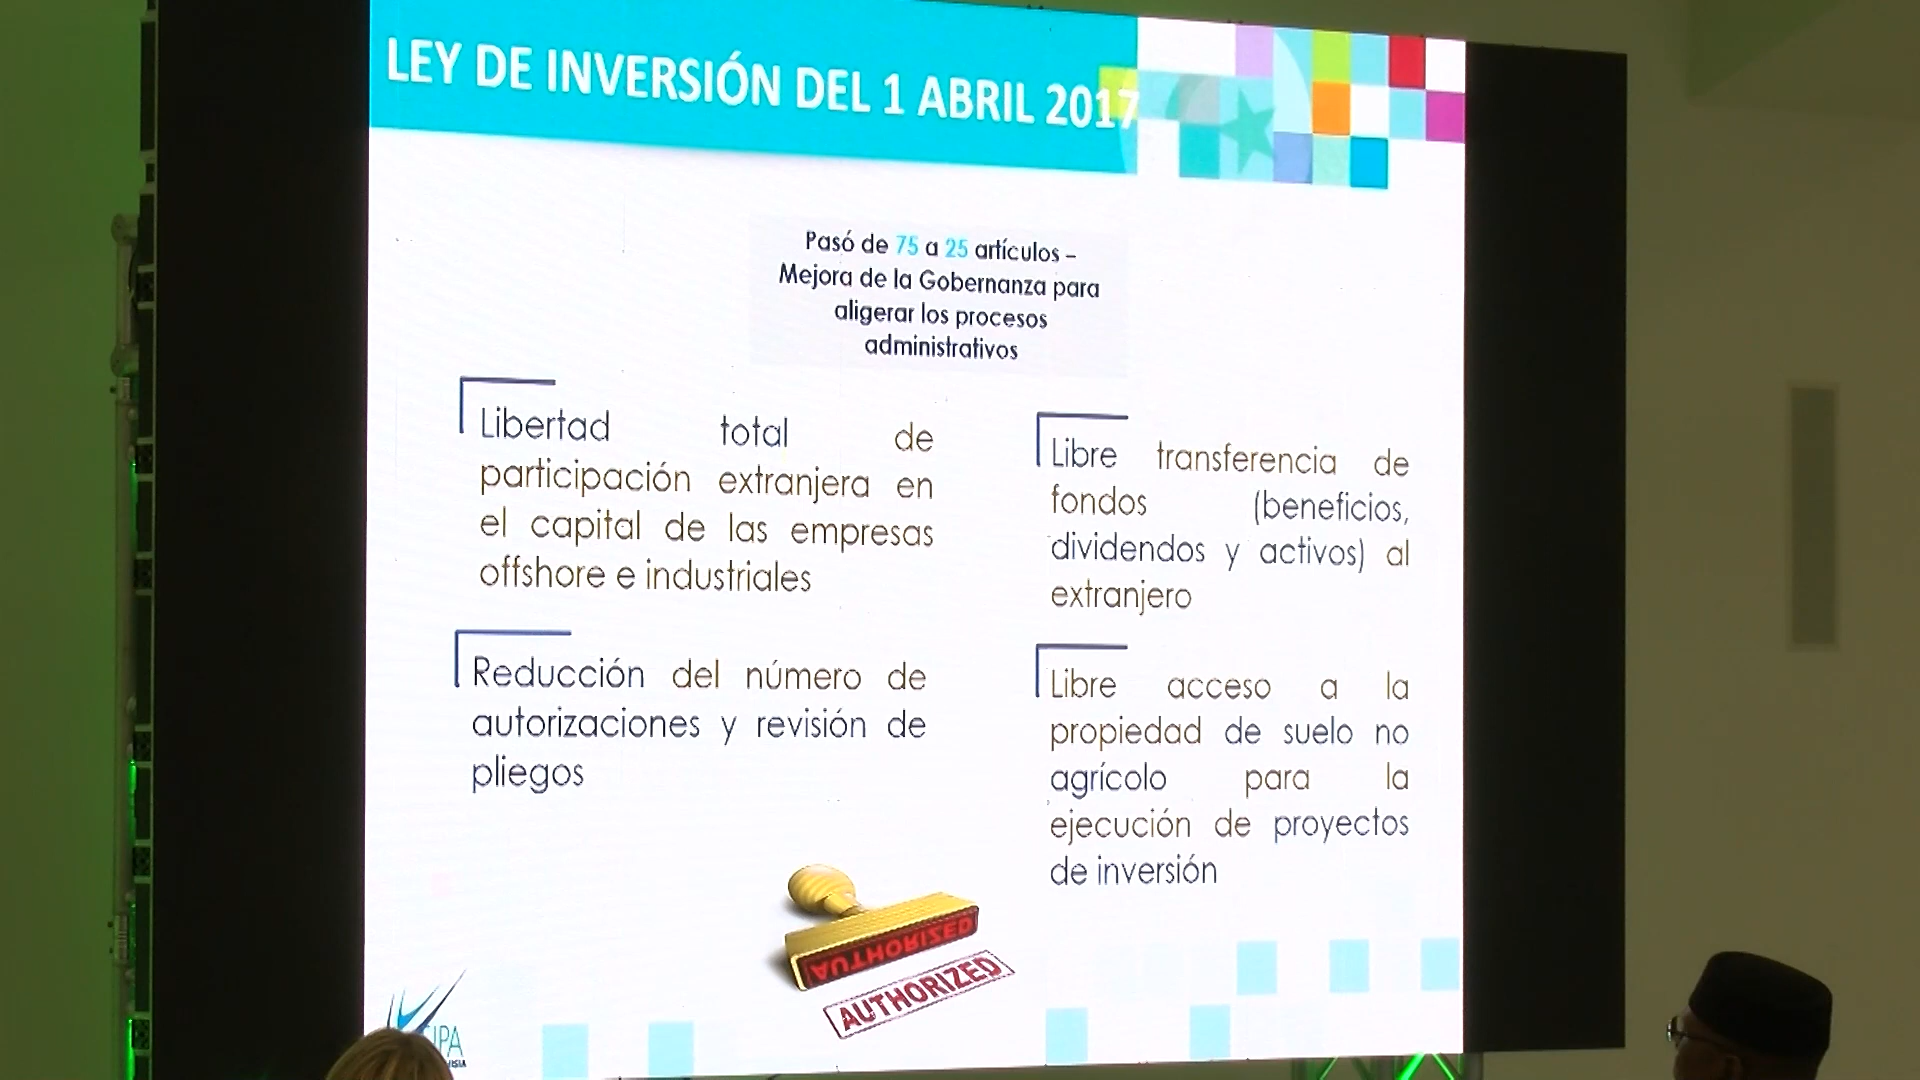 LEY DE INVERSIÓN DEL 1 ABRIL 2017
Pasó de 75 a 25 artículos –
Mejora de la Gobernanza para
aligerar los procesos
administrativos
Libertad total de
participación extranjera en
el capital de las empresas
offshore e industriales
Reducción del número de
autorizaciones y revisión de
pliegos
Libre transferencia de
fondos (beneficios,
dividendos y activos) al
extranjero
Libre acceso a la
propiedad de suelo no
agrícolo para la
ejecución de proyectos
de inversión
AUTHORIZED
AUTHORIZED